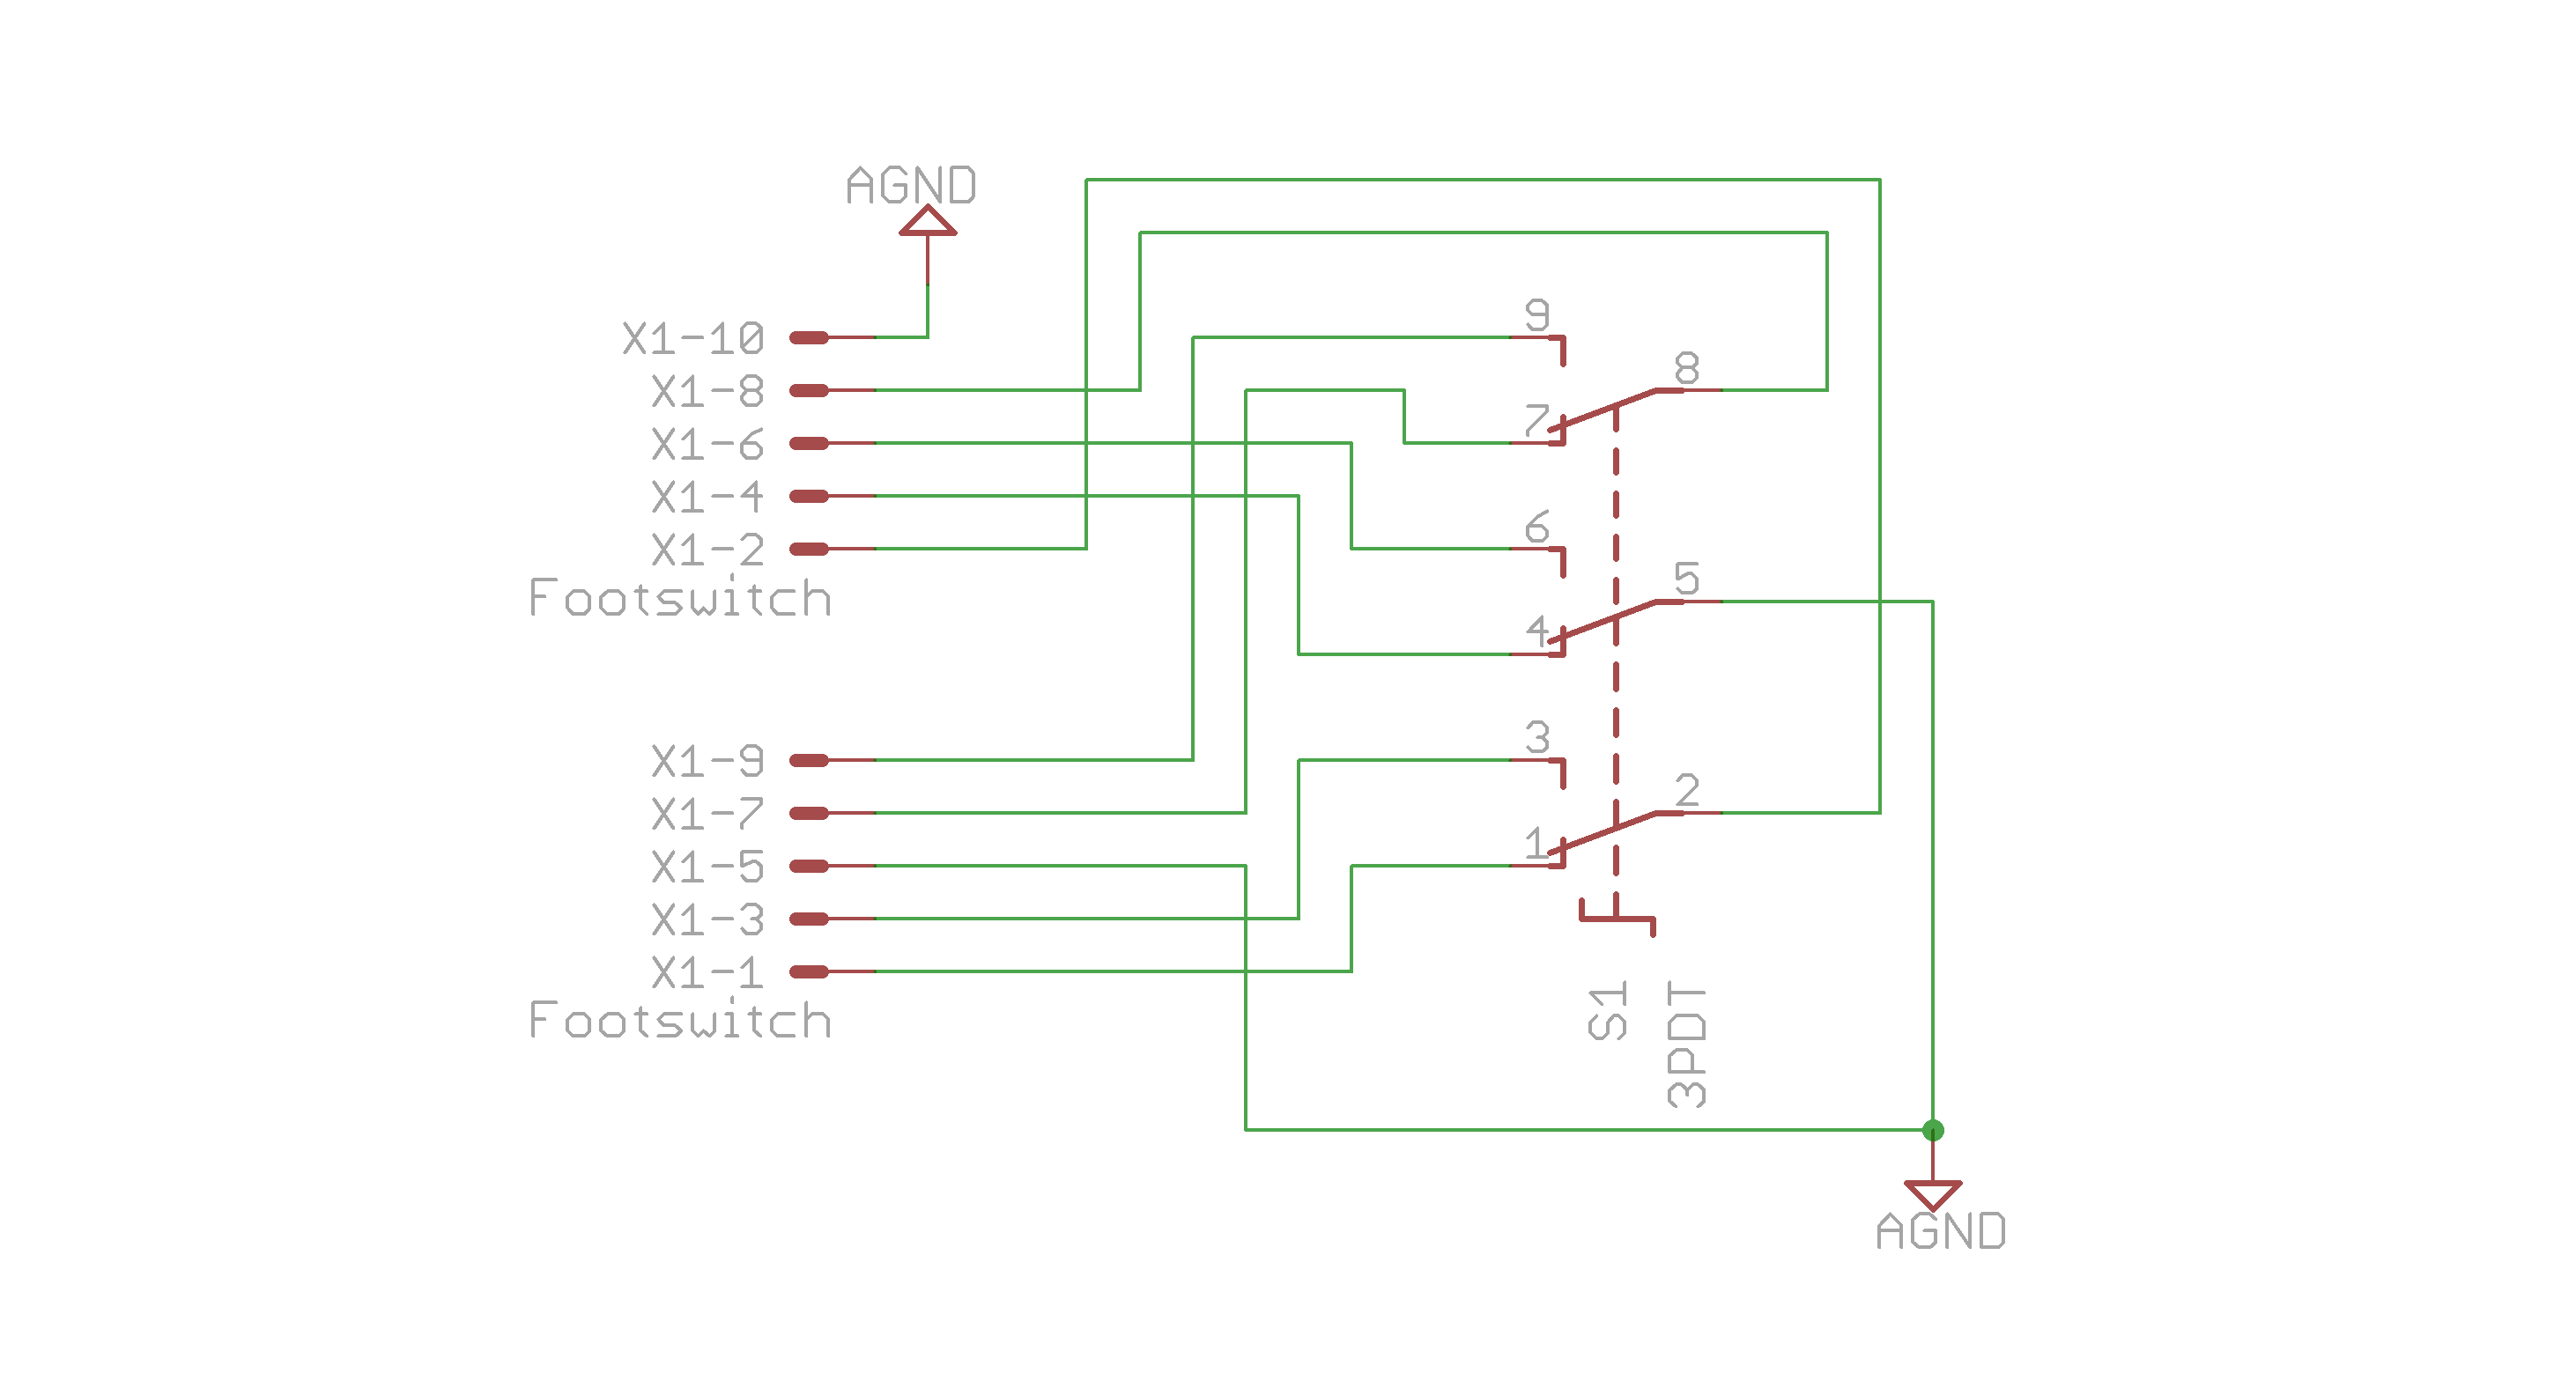 AGND
X1-10
X1-8
X1-6
X1-4
X1-2
Footswitch
X1-9
X1-7
X1-5
X1-3
X1-1
Footswitch
9
8
7
6
5
4
3
2
1
S1
3PDT
AGND